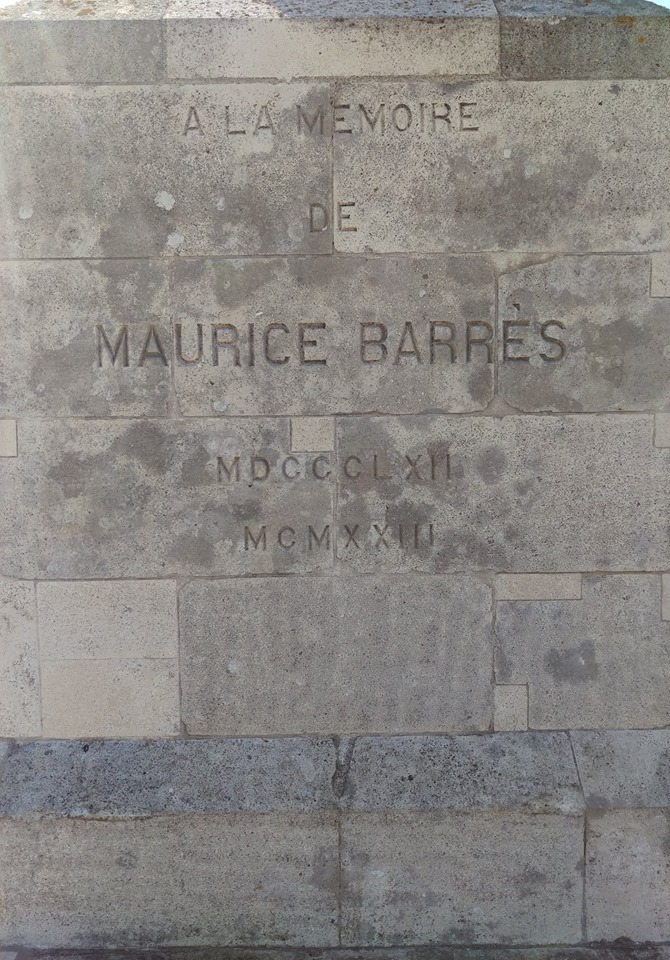 A LA MEMOIRE
DE
MAURICE BARRÈS
MDCCCLXII
MCMXXIII